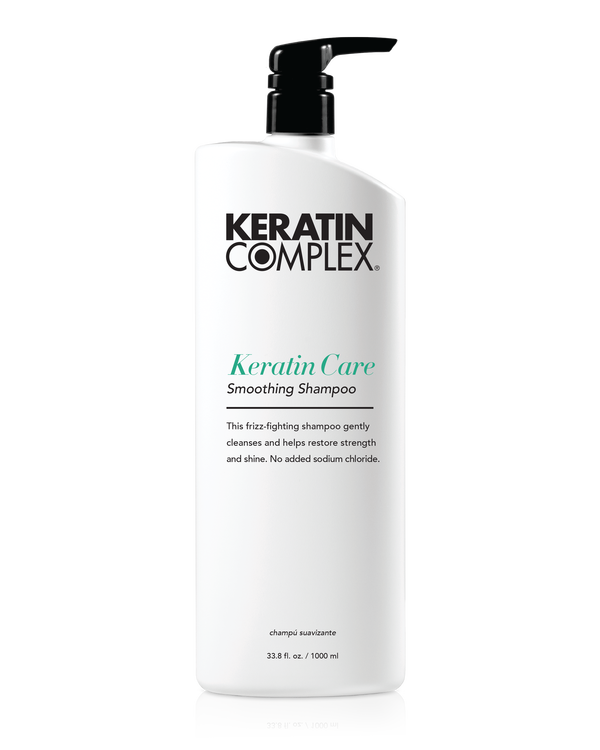 KERATIN
COMPLEX®
Keratin Care
Smoothing Shampoo
This frizz-fighting shampoo gently
cleanses and helps restore strength
and shine. No added sodium chloride.
champú suavizante
33.8 fl. oz. / 1000 ml